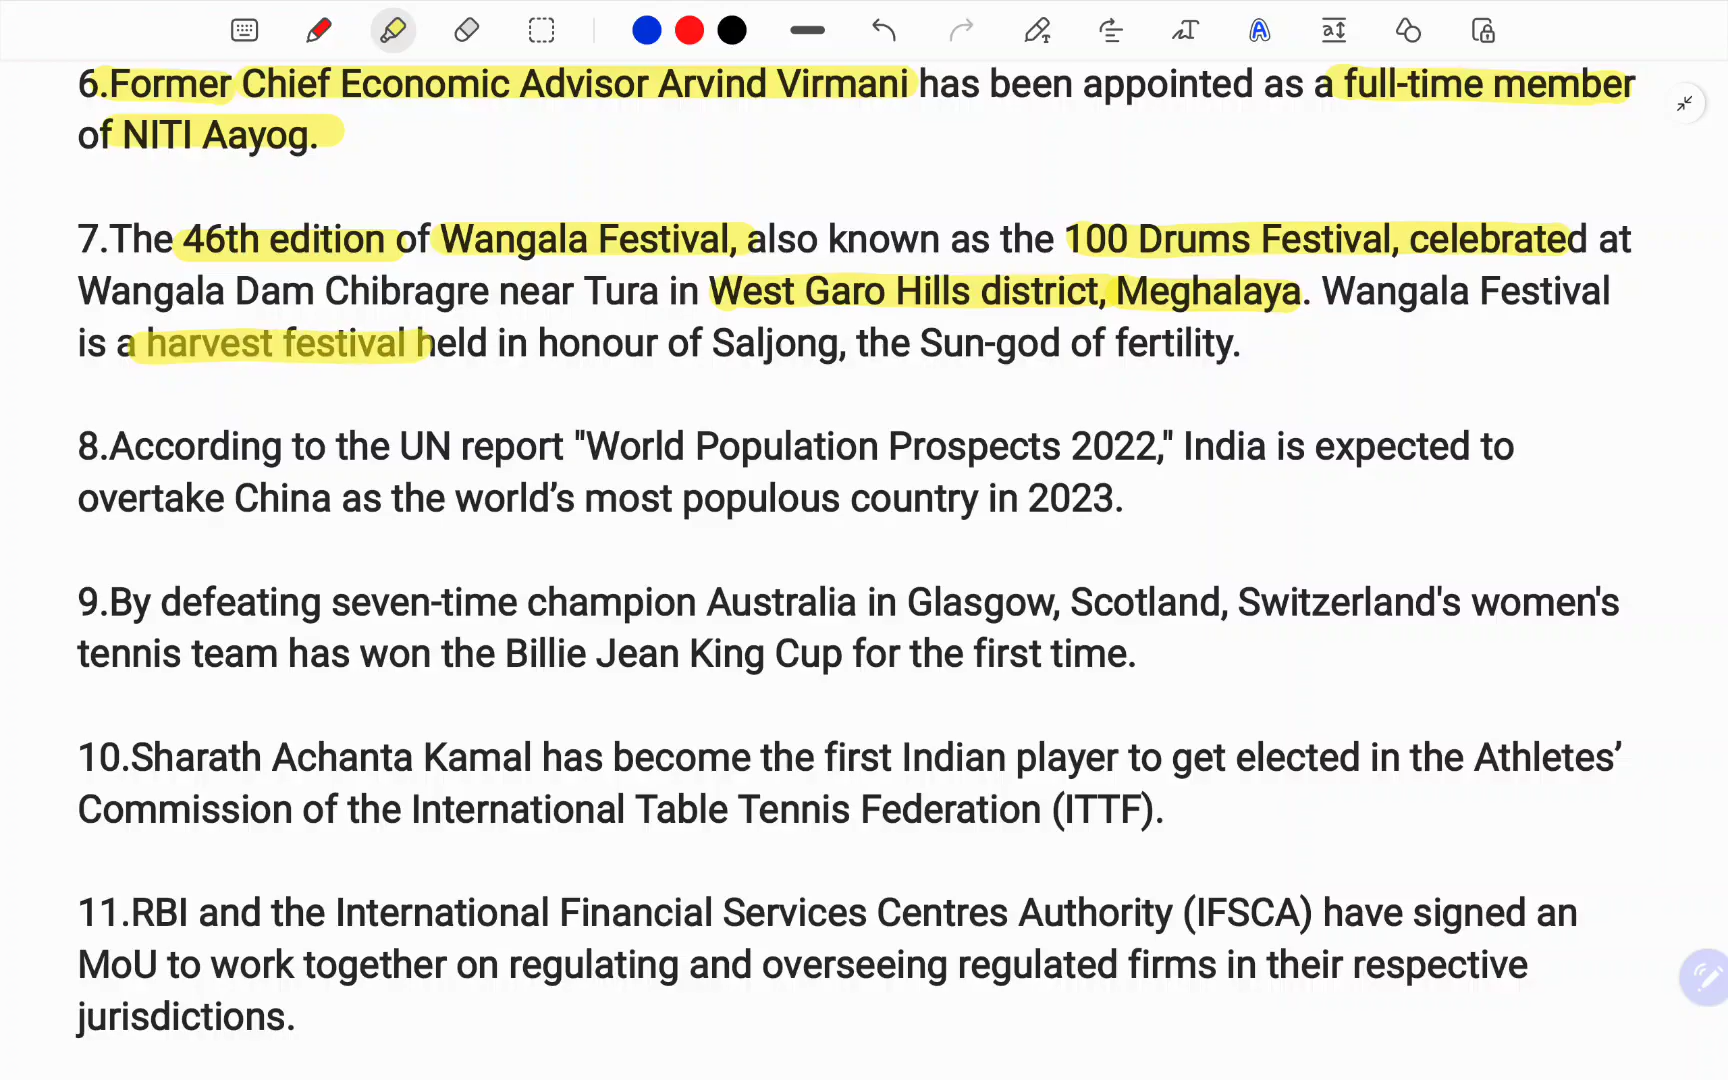 6.Former Chief Economic Advisor Arvind Virmani has been appointed as a full-time member
of NITI Aayog.
7.The 46th edition of Wangala Festival, also known as the 100 Drums Festival, celebrated at
Wangala Dam Chibragre near Tura in West Garo Hills district, Meghalaya. Wangala Festival
is a harvest festival held in honour of Saljong, the Sun-god of fertility.
8.According to the UN report "World Population Prospects 2022," India is expected to
overtake China as the world’s most populous country in 2023.
9.By defeating seven-time champion Australia in Glasgow, Scotland, Switzerland's women's
tennis team has won the Billie Jean King Cup for the first time.
10.Sharath Achanta Kamal has become the first Indian player to get elected in the Athletes’
Commission of the International Table Tennis Federation (ITTF).
11.RBI and the International Financial Services Centres Authority (IFSCA) have signed an
MoU to work together on regulating and overseeing regulated firms in their respective
jurisdictions.